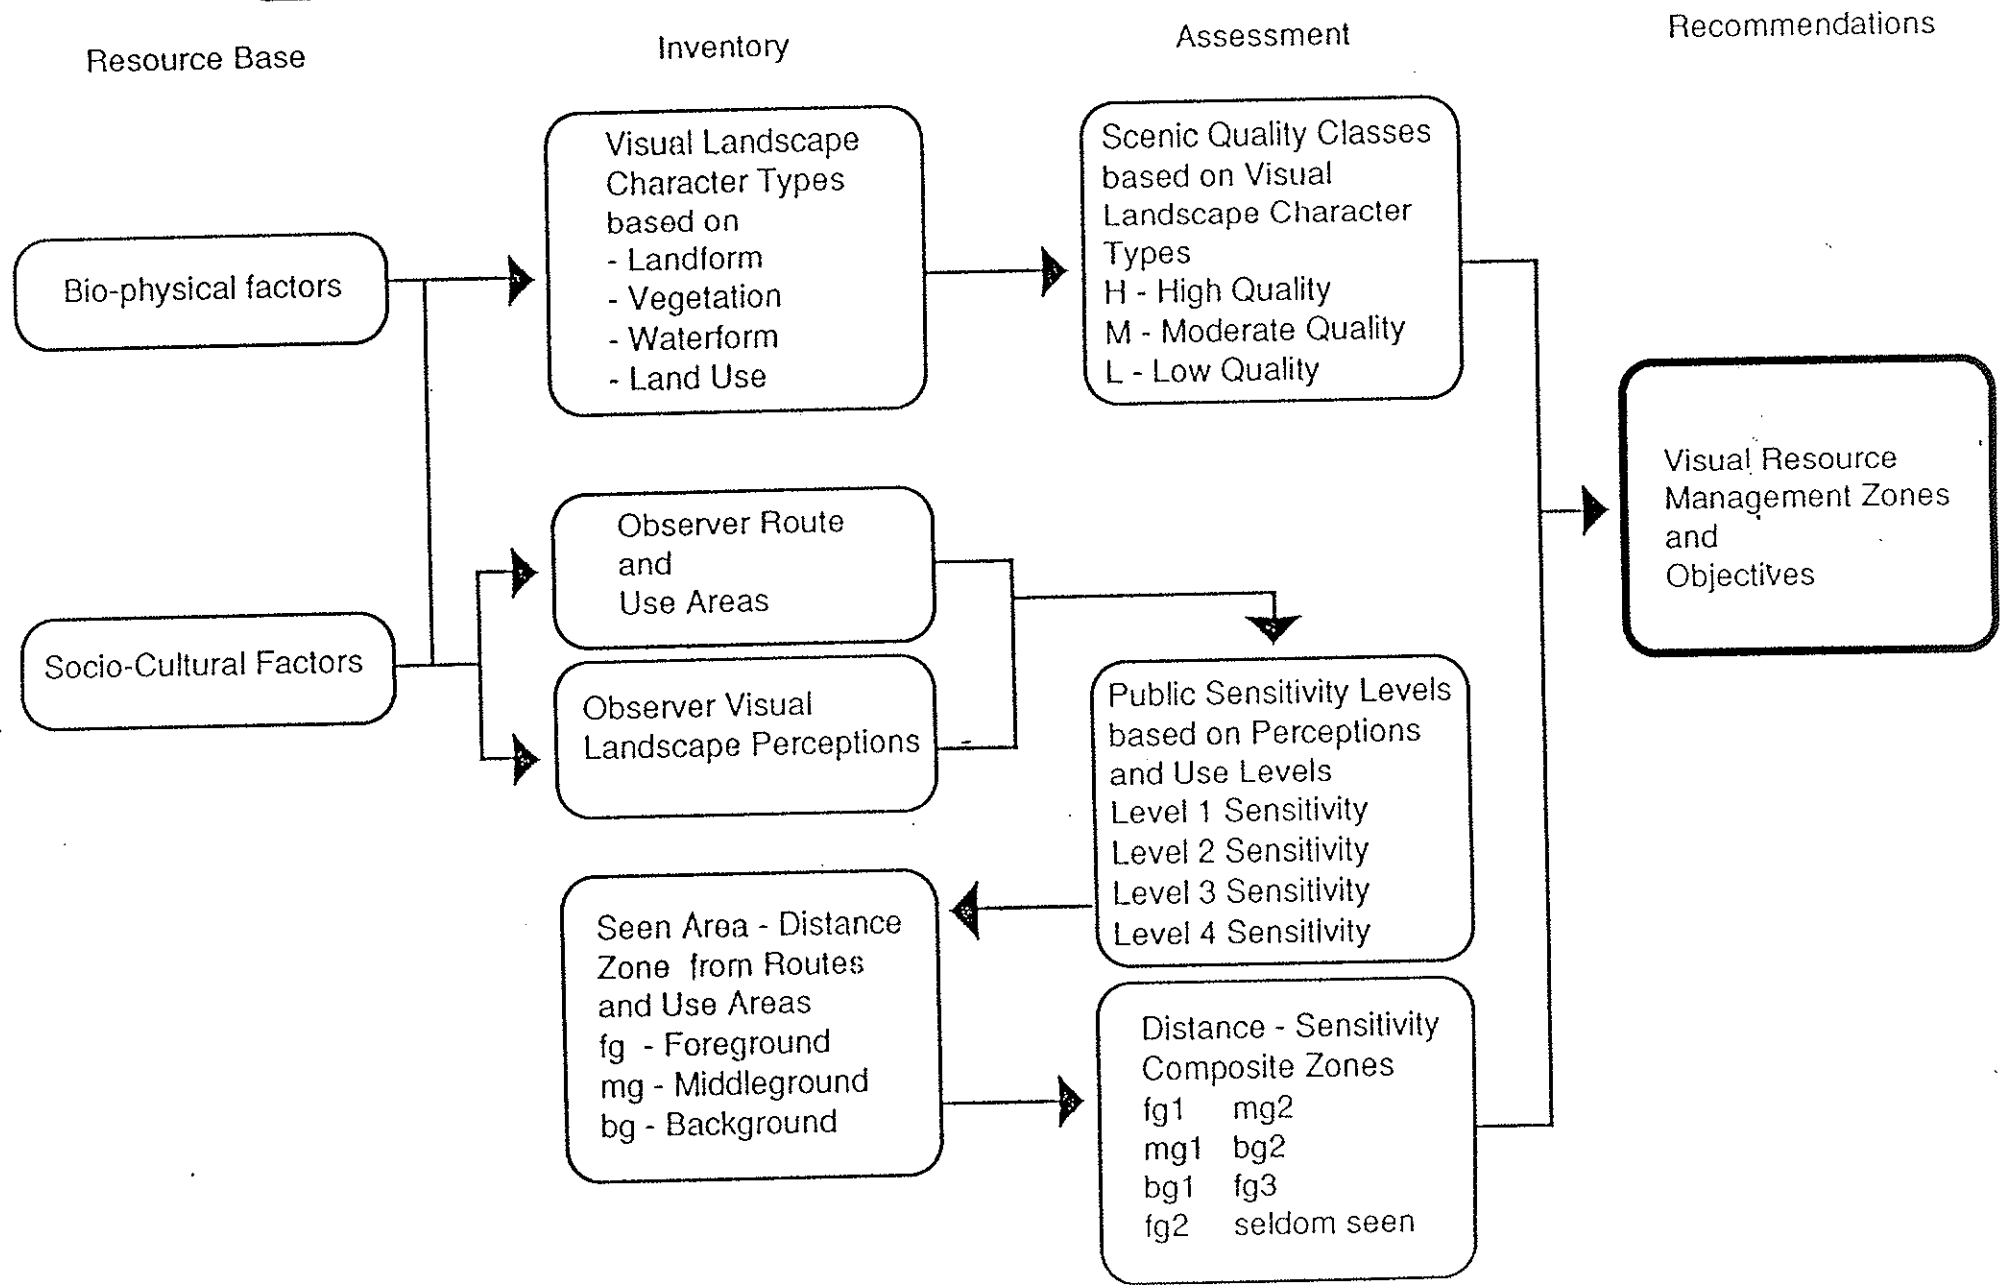 Resource Base
Inventory
Assessment
Recommendations
Bio-physical factors
Socio-Cultural Factors
Visual Landscape
Character Types
based on
- Landform
- Vegetation
- Waterform
- Land Use
Observer Route
and
Use Areas
Observer Visual
Landscape Perceptions
Seen Area - Distance
Zone from Routes
and Use Areas
fg - Foreground
mg - Middleground
bg - Background
Scenic Quality Classes
based on Visual
Landscape Character
Types
H - High Quality
M - Moderate Quality
L - Low Quality
Public Sensitivity Levels
based on Perceptions
and Use Levels
Level 1 Sensitivity
Level 2 Sensitivity
Level 3 Sensitivity
Level 4 Sensitivity
Distance - Sensitivity
Composite Zones
fg1 mg2
mg1 bg2
bg1 fg3
fg2 seldom seen
Visual Resource
Management Zones
and
Objectives